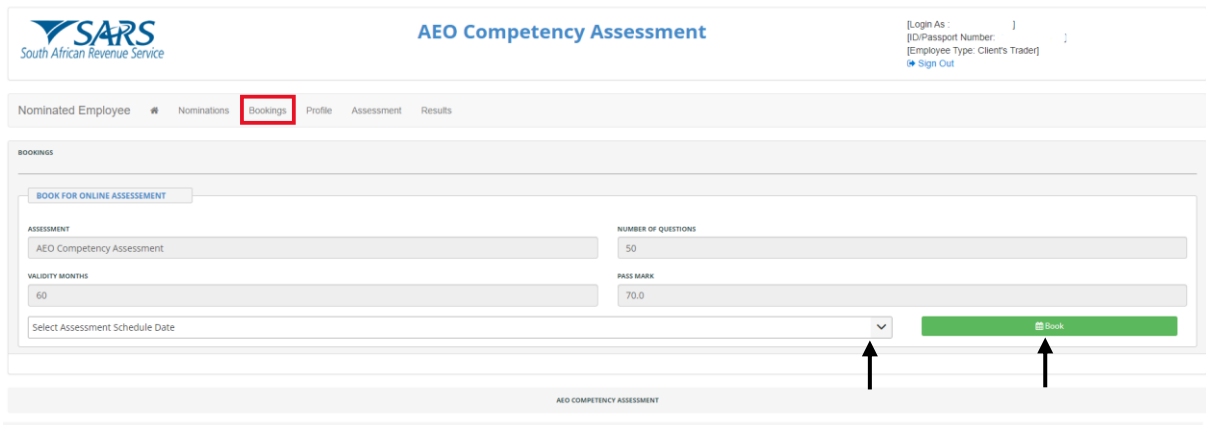 SARS
South African Revenue Service
AEO Competency Assessment
[Login As : ]
[ID/Passport Number: ]
[Employee Type: Client's Trader]
Sign Out
Nominated Employee Nominations Bookings Profile Assessment Results
BOOKINGS
BOOK FOR ONLINE ASSESSEMENT
ASSESSMENT NUMBER OF QUESTIONS
AEO Competency Assessment 50
VALIDITY MONTHS PASS MARK
60 70.0
Select Assessment Schedule Date Book
AEO COMPETENCY ASSESSMENT